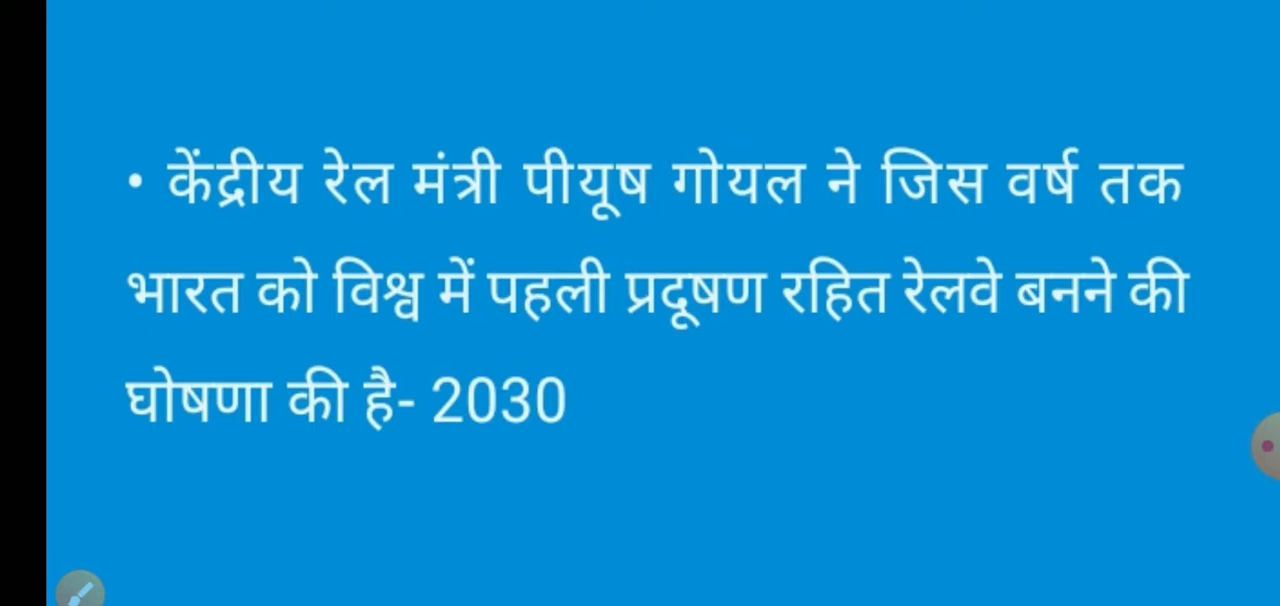 • केंद्रीय रेल मंत्री पीयूष गोयल ने जिस वर्ष तक
भारत को विश्व में पहली प्रदूषण रहित रेलवे बनने की
घोषणा की है- 2030